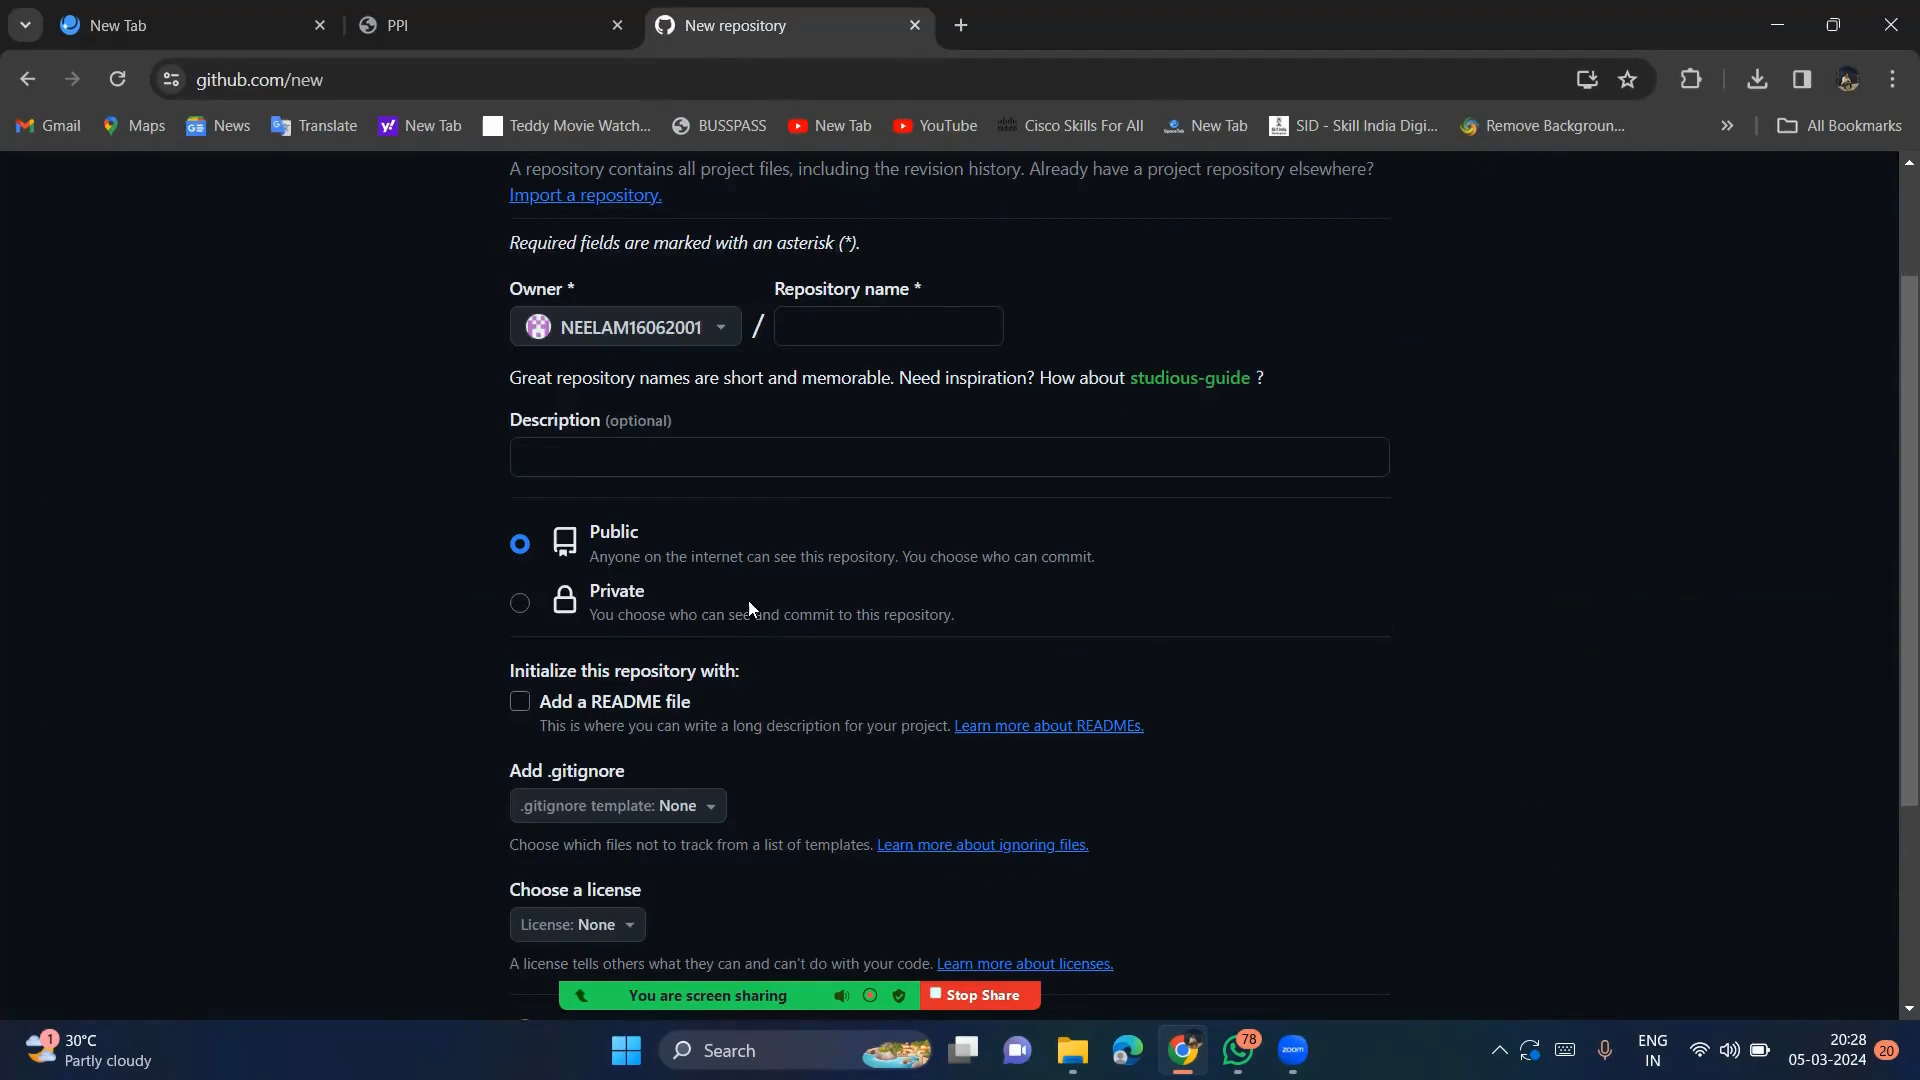 New Tab
PPI
New repository
github.com/new
Gmail
Maps
News
Translate
New Tab
Teddy Movie Watch...
BUSSPASS
New Tab
YouTube
Cisco Skills For All
New Tab
SID - Skill India Digi...
Remove Backgroun...
All Bookmarks
A repository contains all project files, including the revision history. Already have a project repository elsewhere?
Import a repository.
Required fields are marked with an asterisk (*).
Owner *
Repository name *
NEELAM16062001
/
Great repository names are short and memorable. Need inspiration? How about studious-guide ?
Description (optional)
Public
Anyone on the internet can see this repository. You choose who can commit.
Private
You choose who can see and commit to this repository.
Initialize this repository with:
Add a README file
This is where you can write a long description for your project. Learn more about READMEs.
Add .gitignore
.gitignore template: None
Choose which files not to track from a list of templates. Learn more about ignoring files.
Choose a license
License: None
A license tells others what they can and can't do with your code. Learn more about licenses.
You are screen sharing
Stop Share
1
30°C
Partly cloudy
Search
78
zoom
ENG
IN
20:28
05-03-2024
20